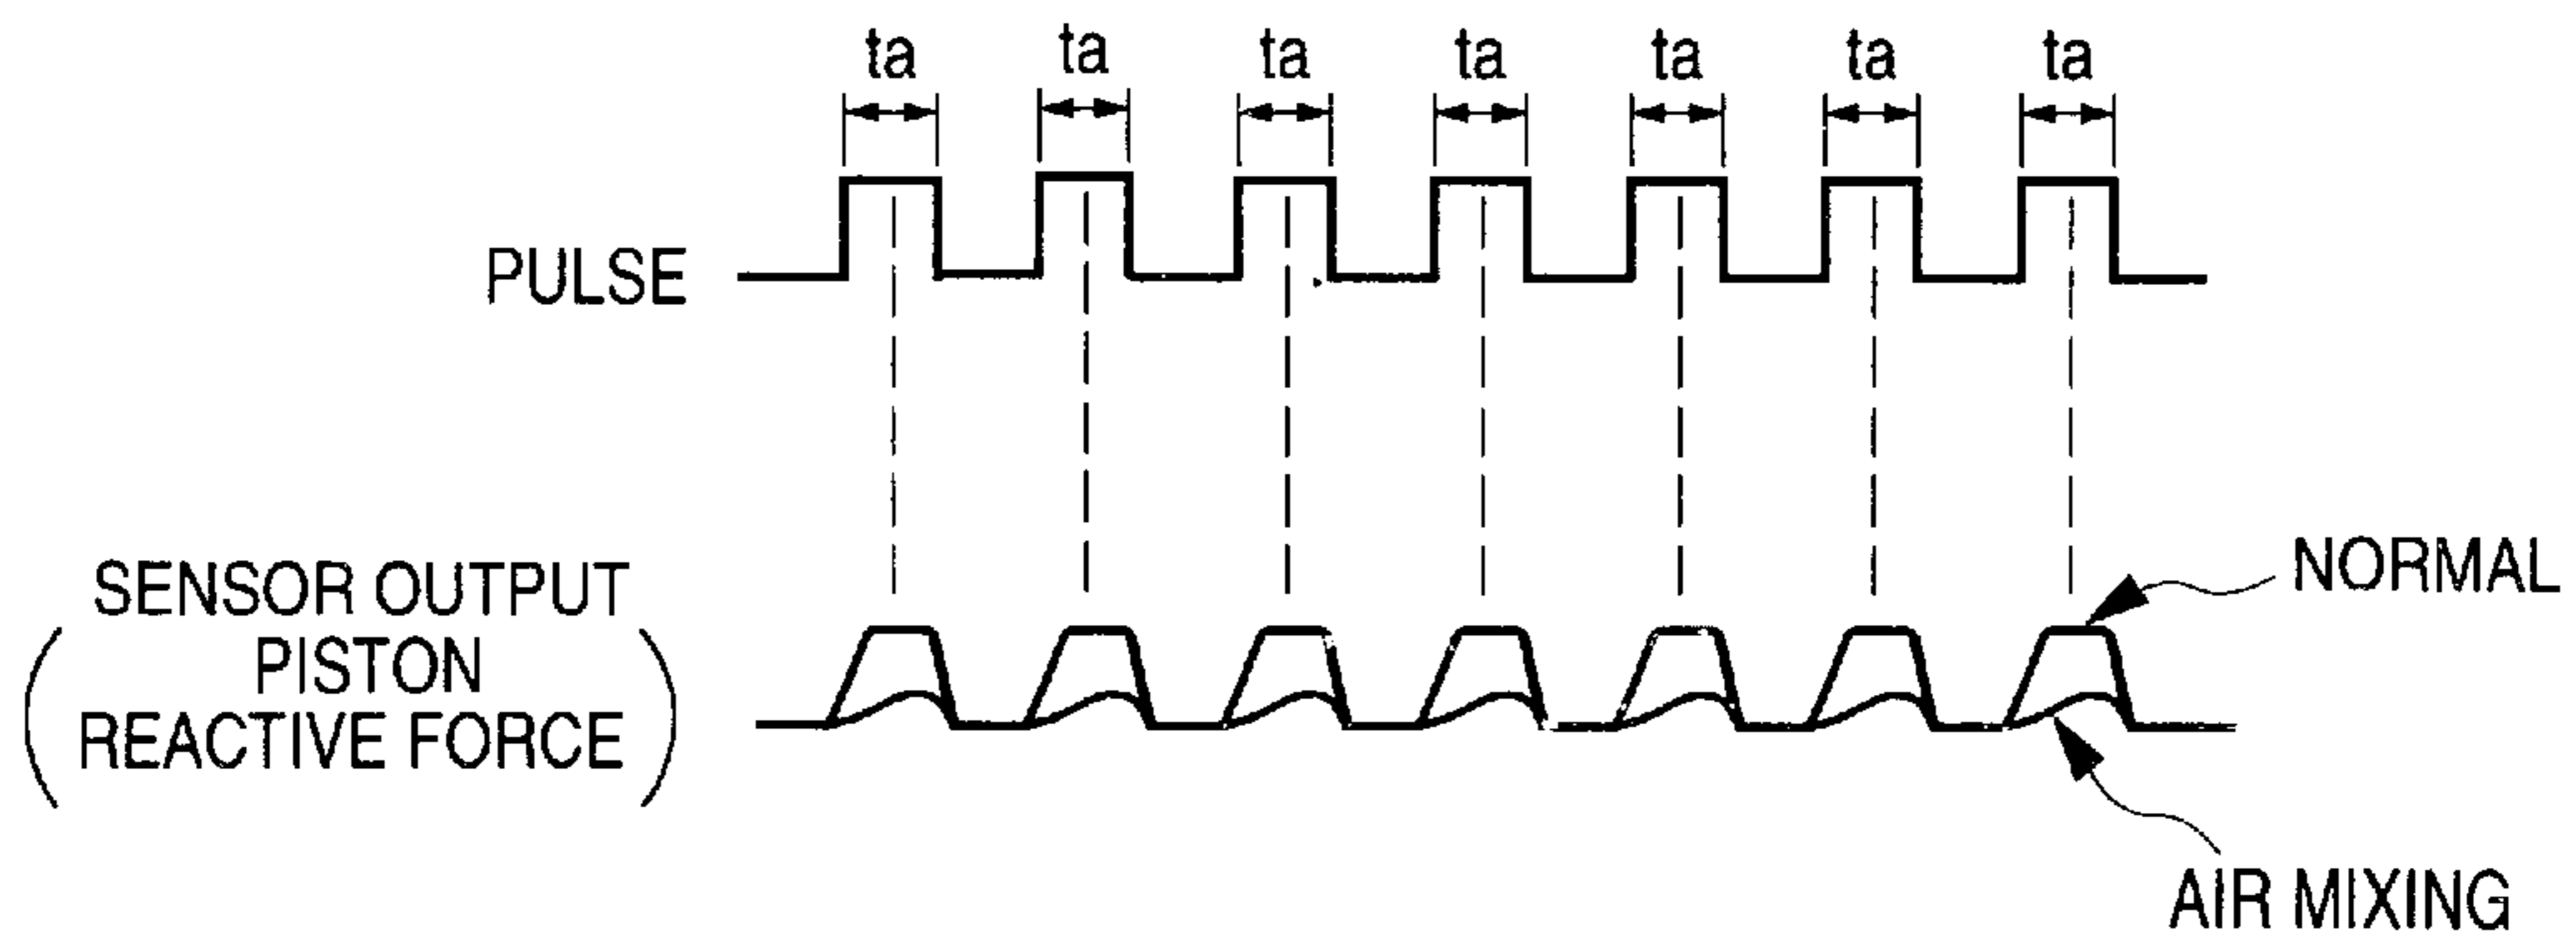 ta ta ta ta ta ta ta
PULSE
SENSOR OUTPUT
PISTON
REACTIVE FORCE
NORMAL
AIR MIXING